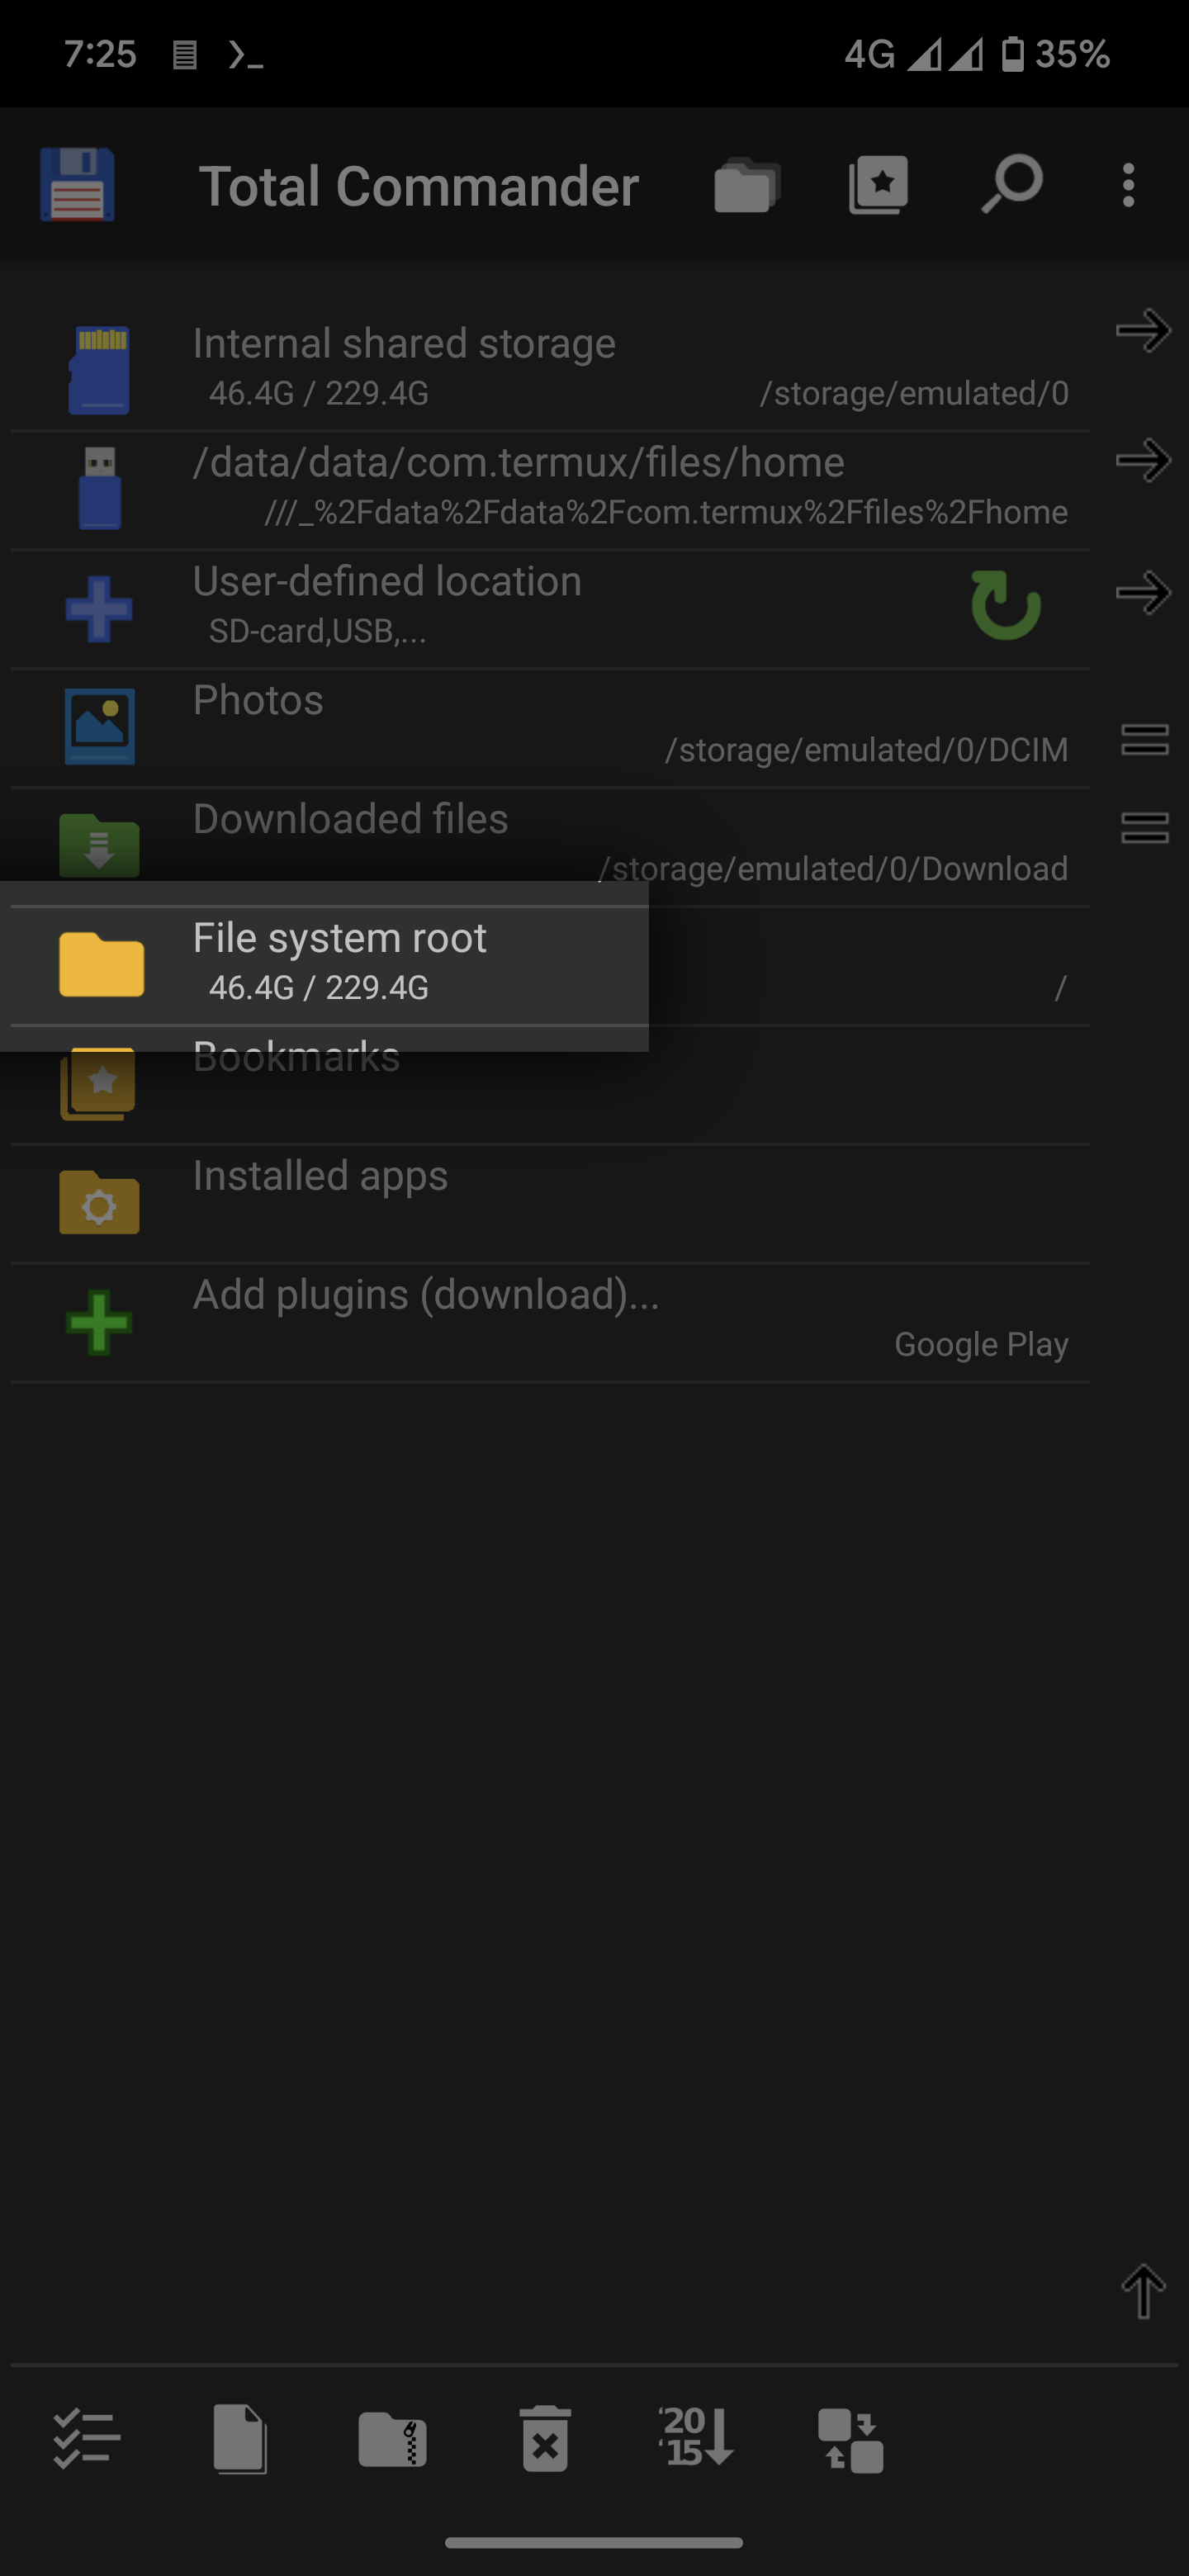 7:25 4G 35%
Total Commander
Internal shared storage
46.4G / 229.4G /storage/emulated/0
/data/data/com.termux/files/home
///_%2Fdata%2Fdata%2Fcom.termux%2Ffiles%2Fhome
User-defined location
SD-card,USB,...
Photos
/storage/emulated/0/DCIM
Downloaded files
/storage/emulated/0/Download
File system root
46.4G / 229.4G /
Bookmarks
Installed apps
Add plugins (download)...
Google Play
'20
'15